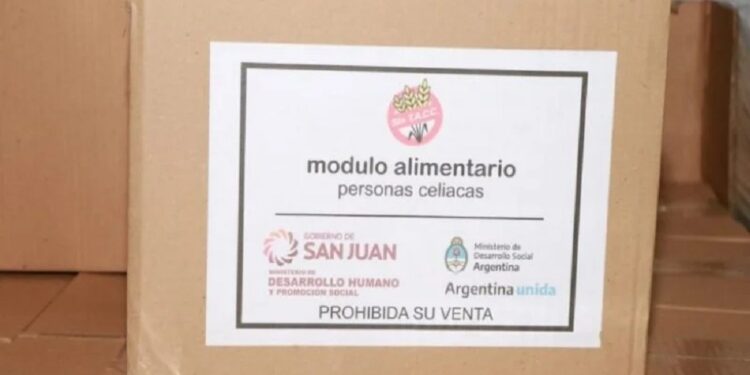 Sin T.A.C.C.
modulo alimentario
personas celiacas
GOBIERNO DE
SAN JUAN
MINISTERIO DE
DESARROLLO HUMANO
Y PROMOCIÓN SOCIAL
Ministerio de
Desarrollo Social
Argentina
Argentina unida
PROHIBIDA SU VENTA